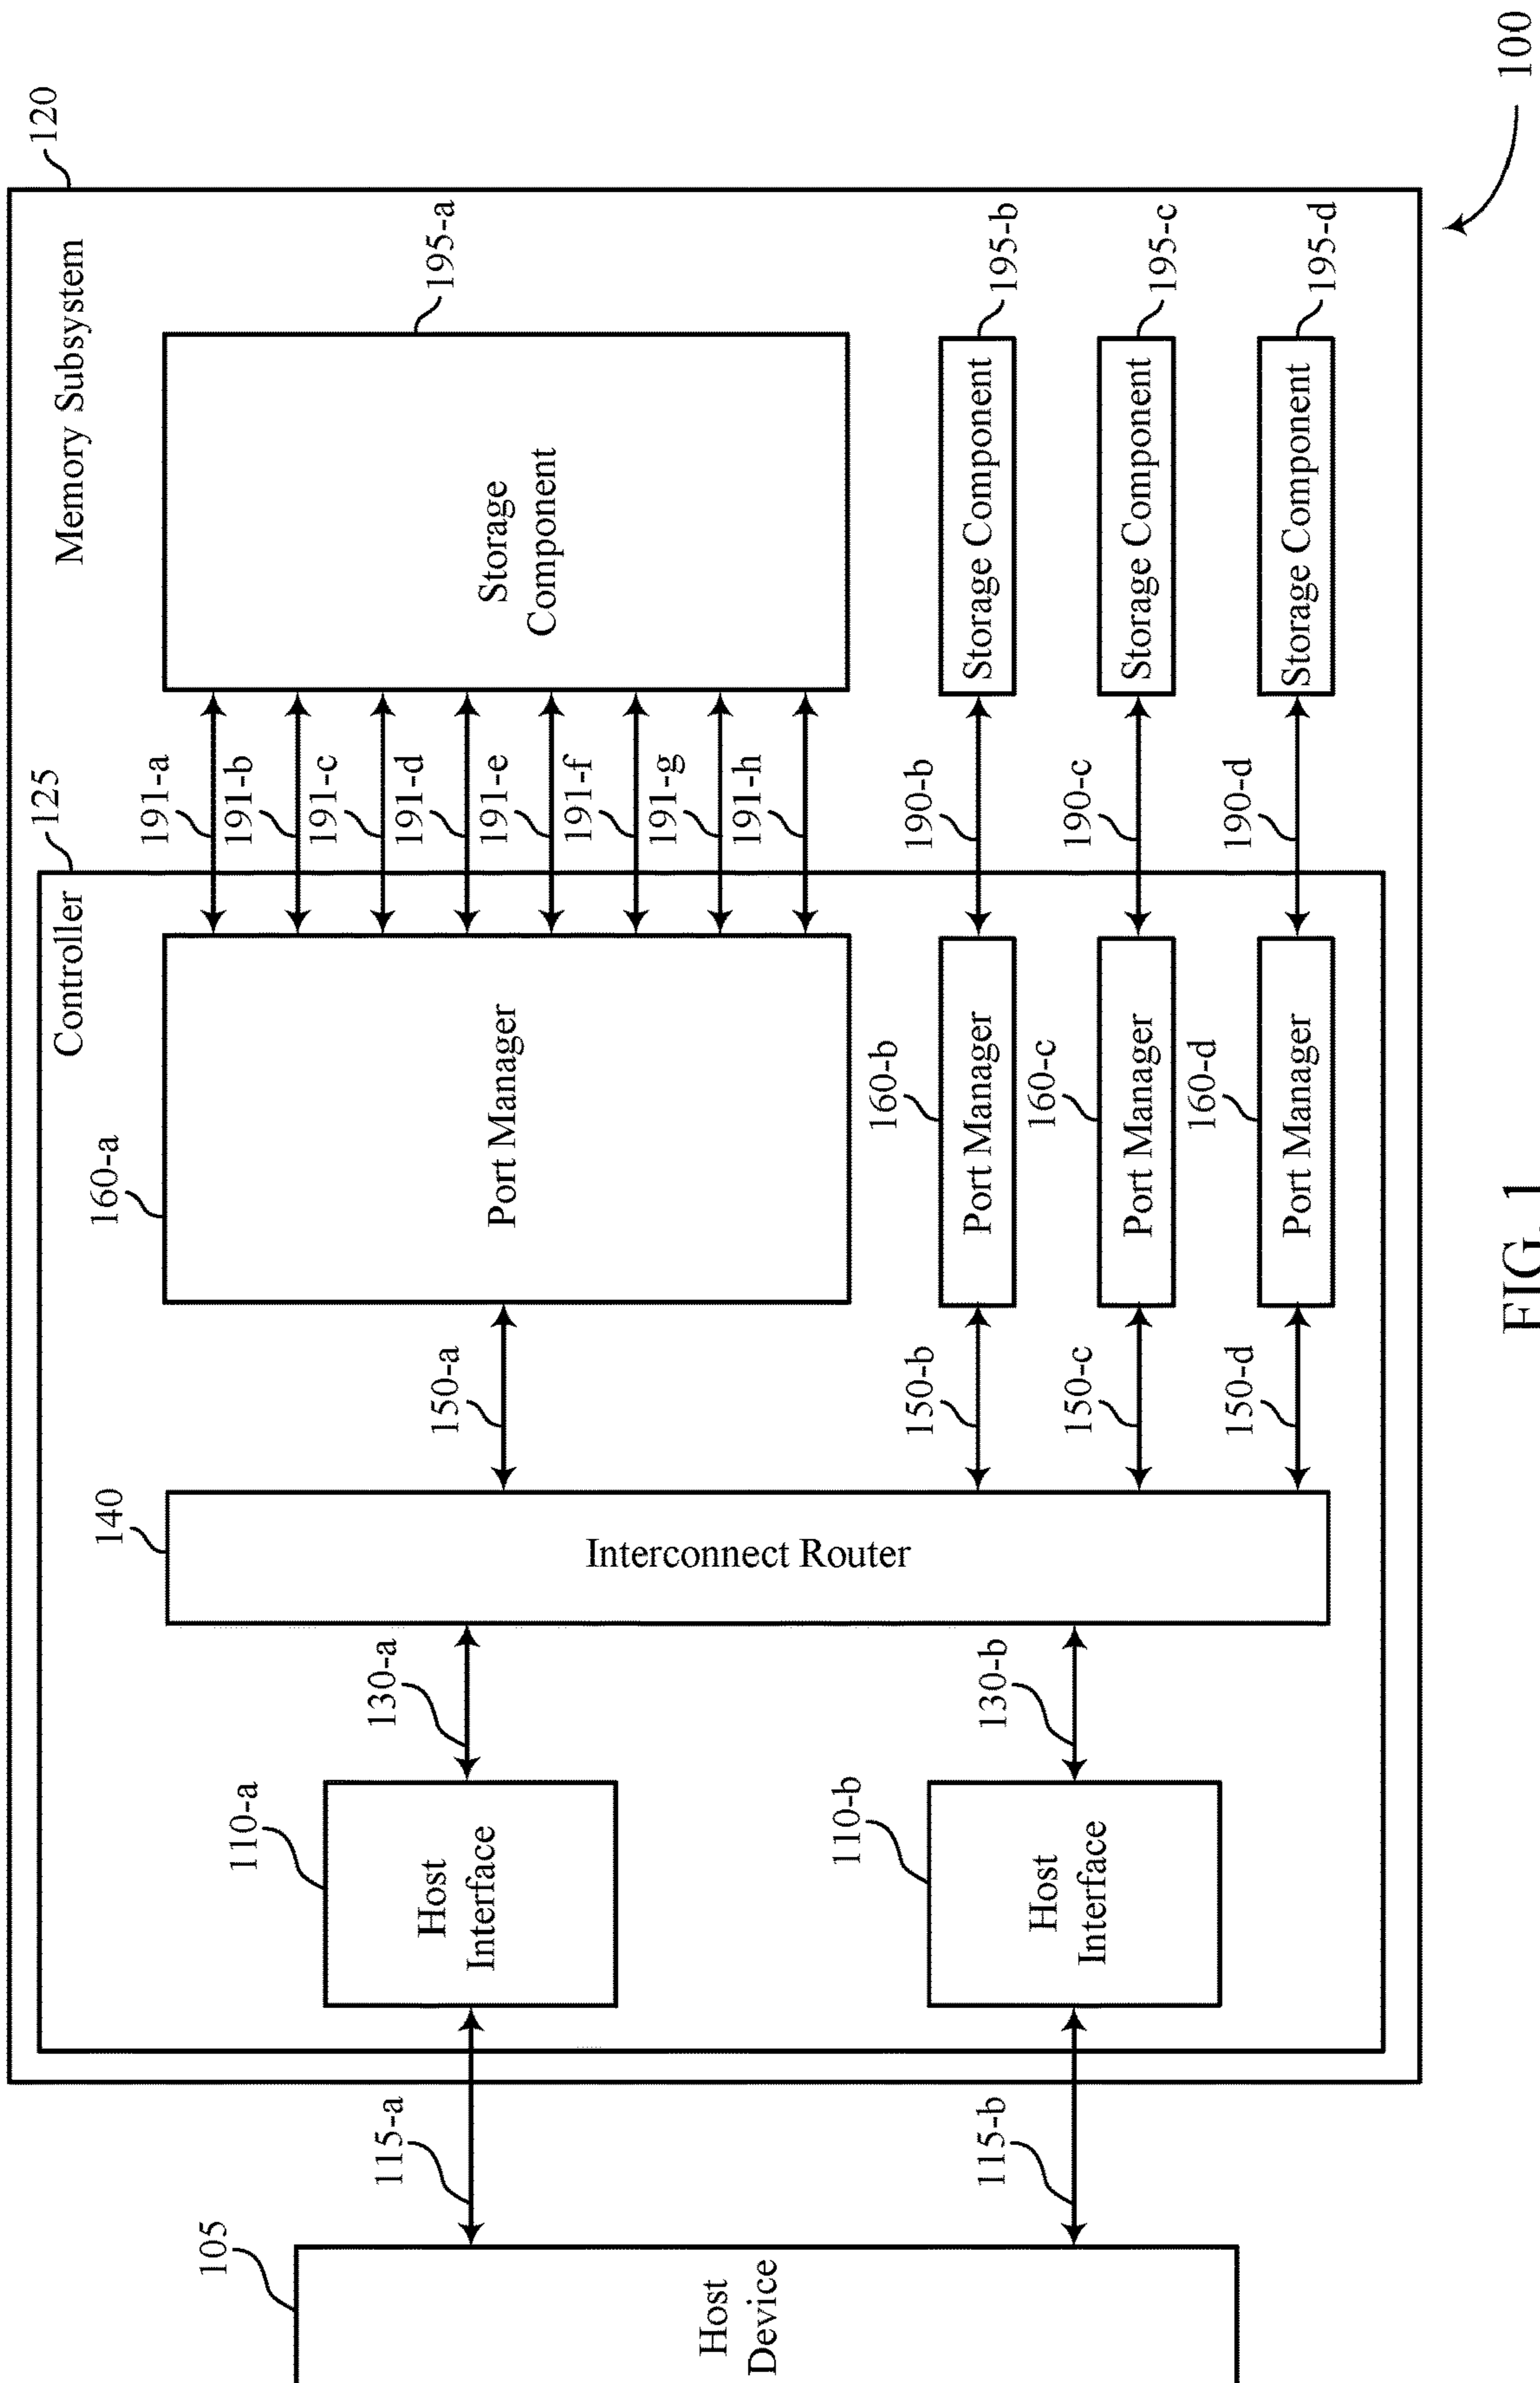 120
Memory Subsystem
125
Controller
195-a
Storage
Component
191-a
191-b
191-c
191-d
191-e
191-f
191-g
191-h
160-a
Port Manager
150-a
140
Interconnect Router
130-a
110-a
Host
Interface
115-a
105
Host
Device
195-b
Storage Component
190-b
160-b
Port Manager
150-b
195-c
Storage Component
190-c
160-c
Port Manager
150-c
195-d
Storage Component
190-d
160-d
Port Manager
150-d
130-b
110-b
Host
Interface
115-b
100
FIG. 1